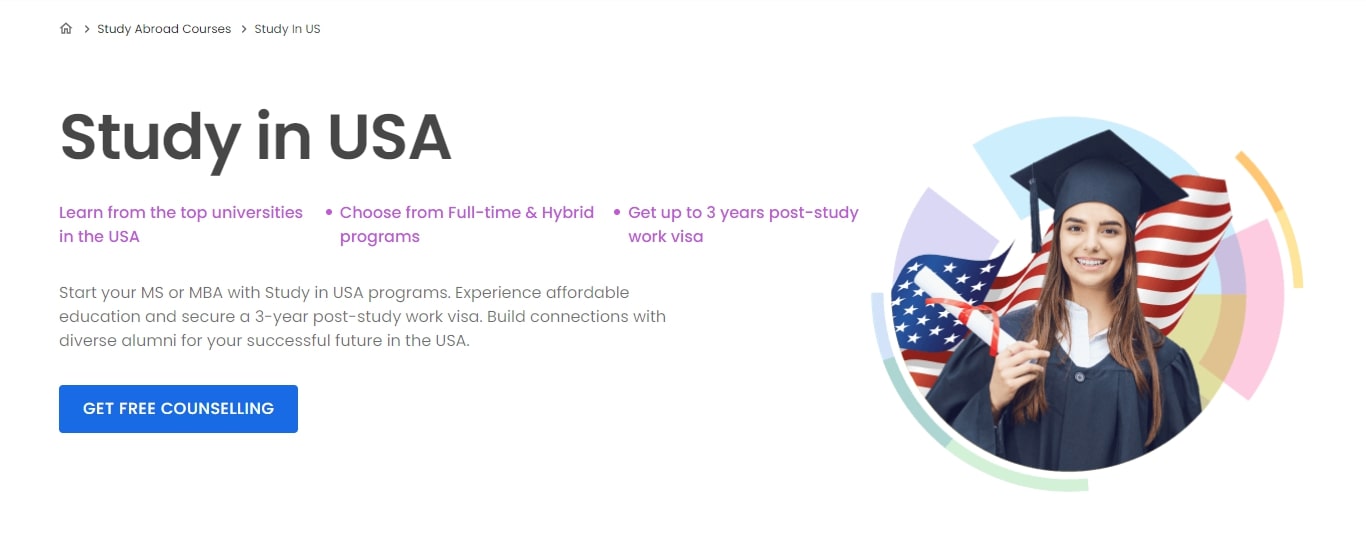 Study Abroad Courses > Study In US
Study in USA
Learn from the top universities
in the USA
• Choose from Full-time & Hybrid
programs
• Get up to 3 years post-study
work visa
Start your MS or MBA with Study in USA programs. Experience affordable
education and secure a 3-year post-study work visa. Build connections with
diverse alumni for your successful future in the USA.
GET FREE COUNSELLING